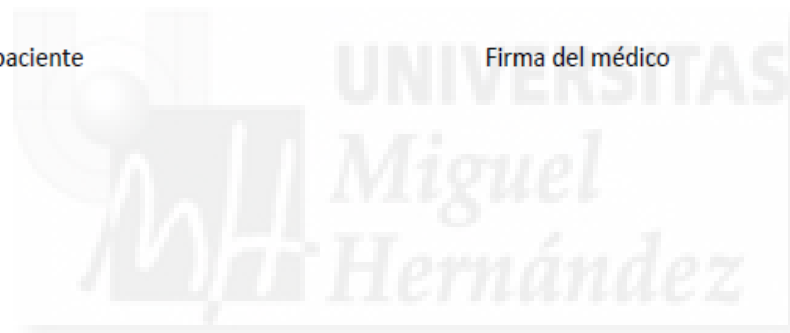 paciente Firma del médico
UNIVERSITAS
Miguel
Hernández